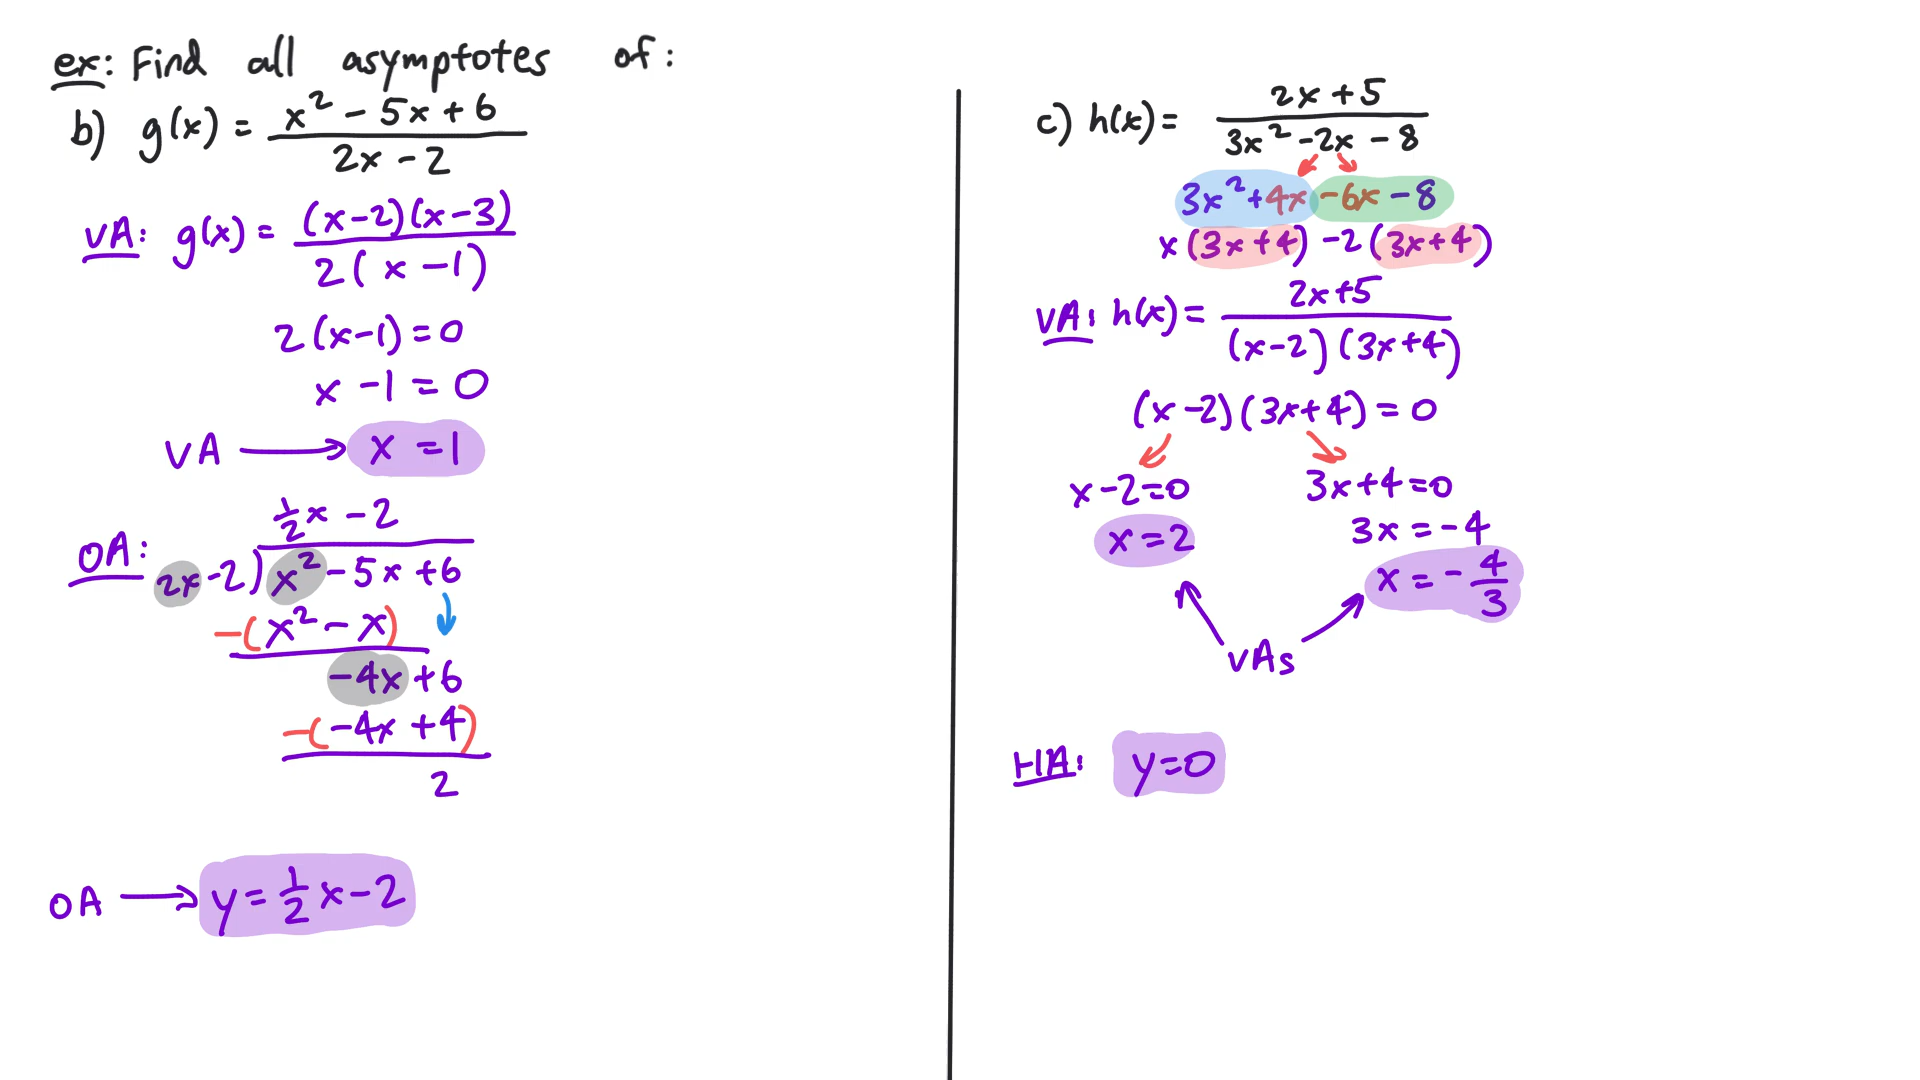 ex: Find all asymptotes of:
b) g(x) = (x² - 5x + 6)/(2x - 2)
VA: g(x) = ((x-2)(x-3))/(2(x-1))
2(x-1) = 0
x - 1 = 0
VA → x = 1
½x - 2
OA: 2x - 2)x² - 5x + 6
-(x² - x)
-4x + 6
-(-4x + 4)
2
OA → y = ½x - 2
c) h(x) = (2x + 5)/(3x² - 2x - 8)
3x² + 4x - 6x - 8
x(3x+4) - 2(3x+4)
VA: h(x) = (2x+5)/((x-2)(3x+4))
(x-2)(3x+4) = 0
x-2=0 3x+4=0
x=2 3x = -4
x = -4/3
VAs
HA: y=0